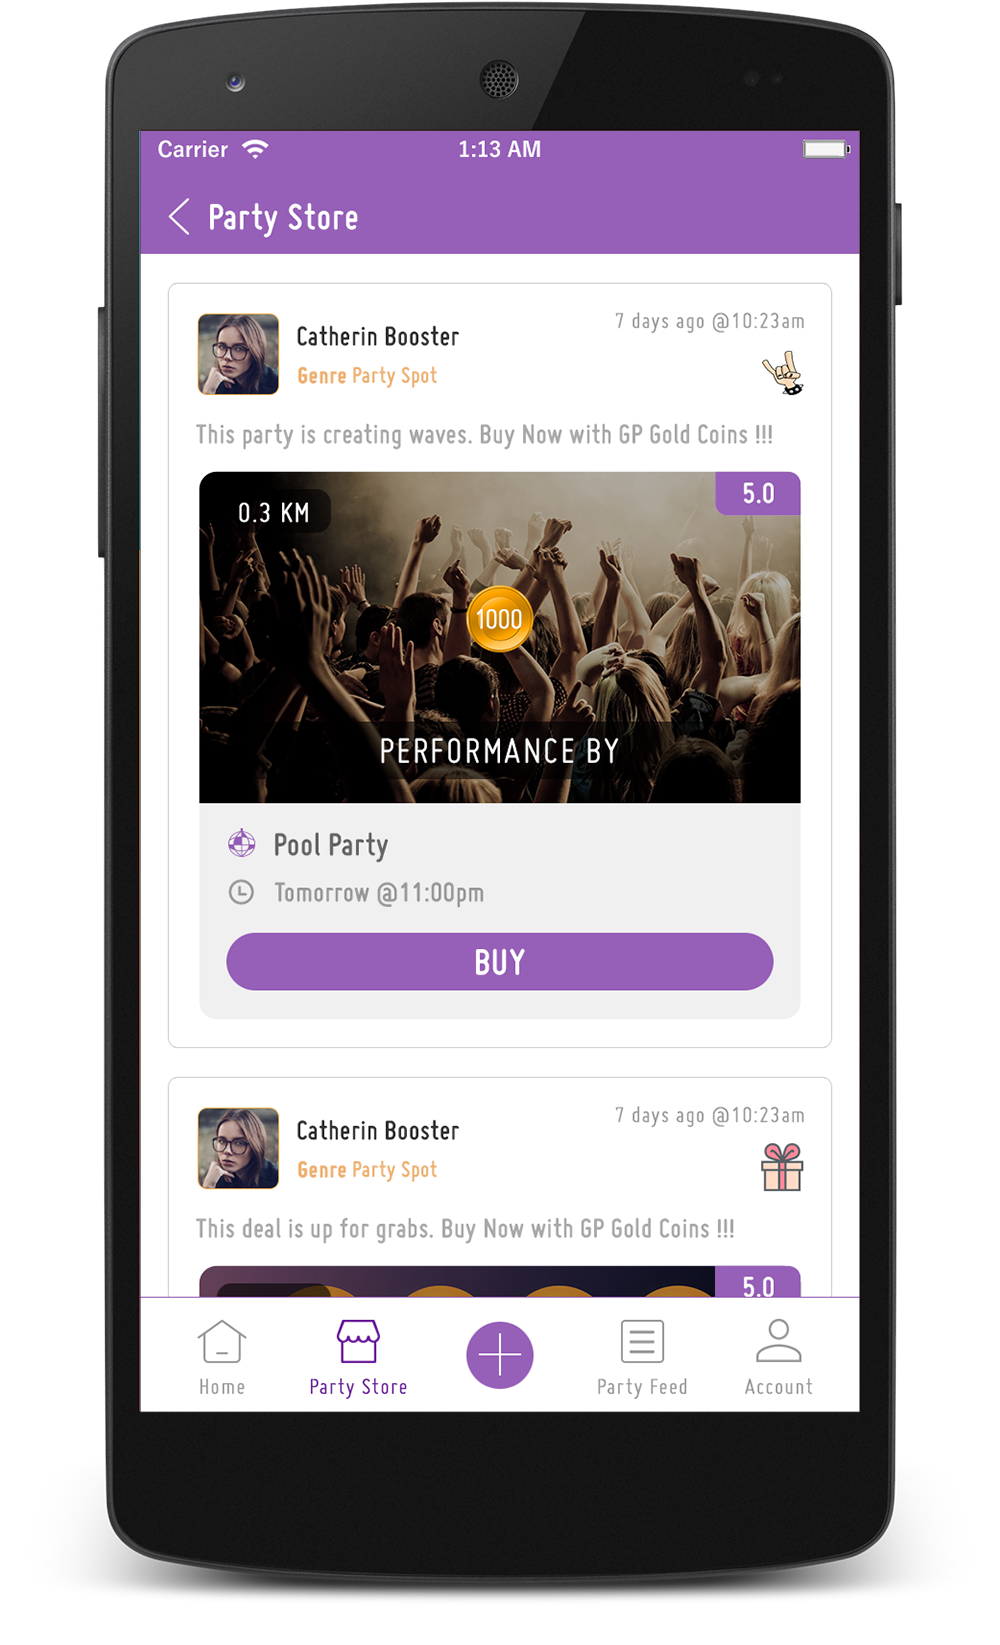 Carrier 1:13 AM
Party Store
7 days ago @10:23am
Catherin Booster
Genre Party Spot
This party is creating waves. Buy Now with GP Gold Coins !!!
0.3 KM
5.0
1000
PERFORMANCE BY
Pool Party
Tomorrow @11:00pm
BUY
7 days ago @10:23am
Catherin Booster
Genre Party Spot
This deal is up for grabs. Buy Now with GP Gold Coins !!!
5.0
Home Party Store Party Feed Account